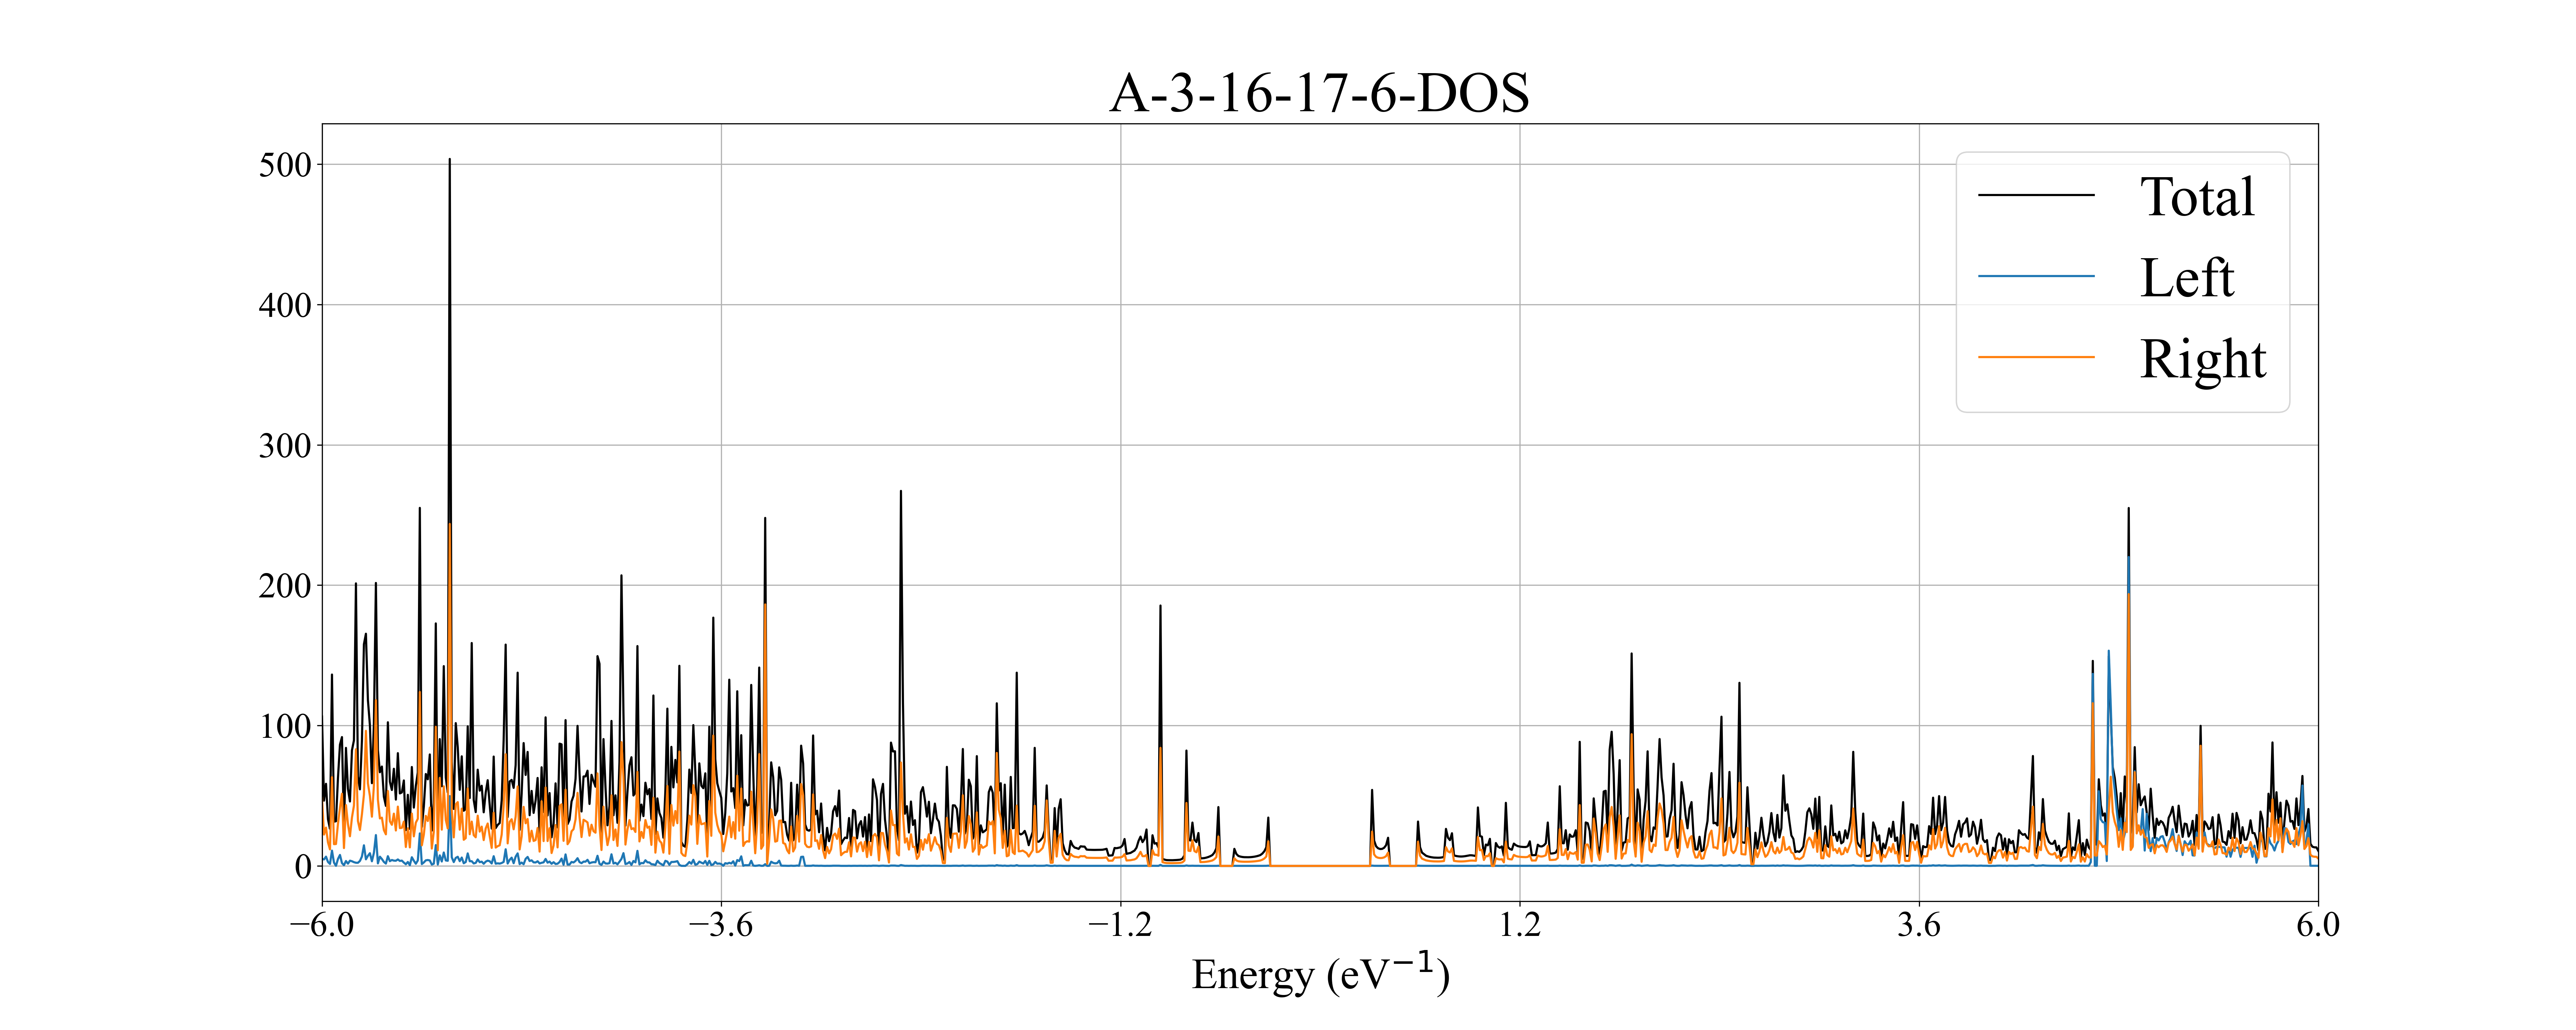 A-3-16-17-6-DOS
500
400
300
200
100
0
Total
Left
Right
−6.0 −3.6 −1.2 1.2 3.6 6.0
Energy (eV⁻¹)